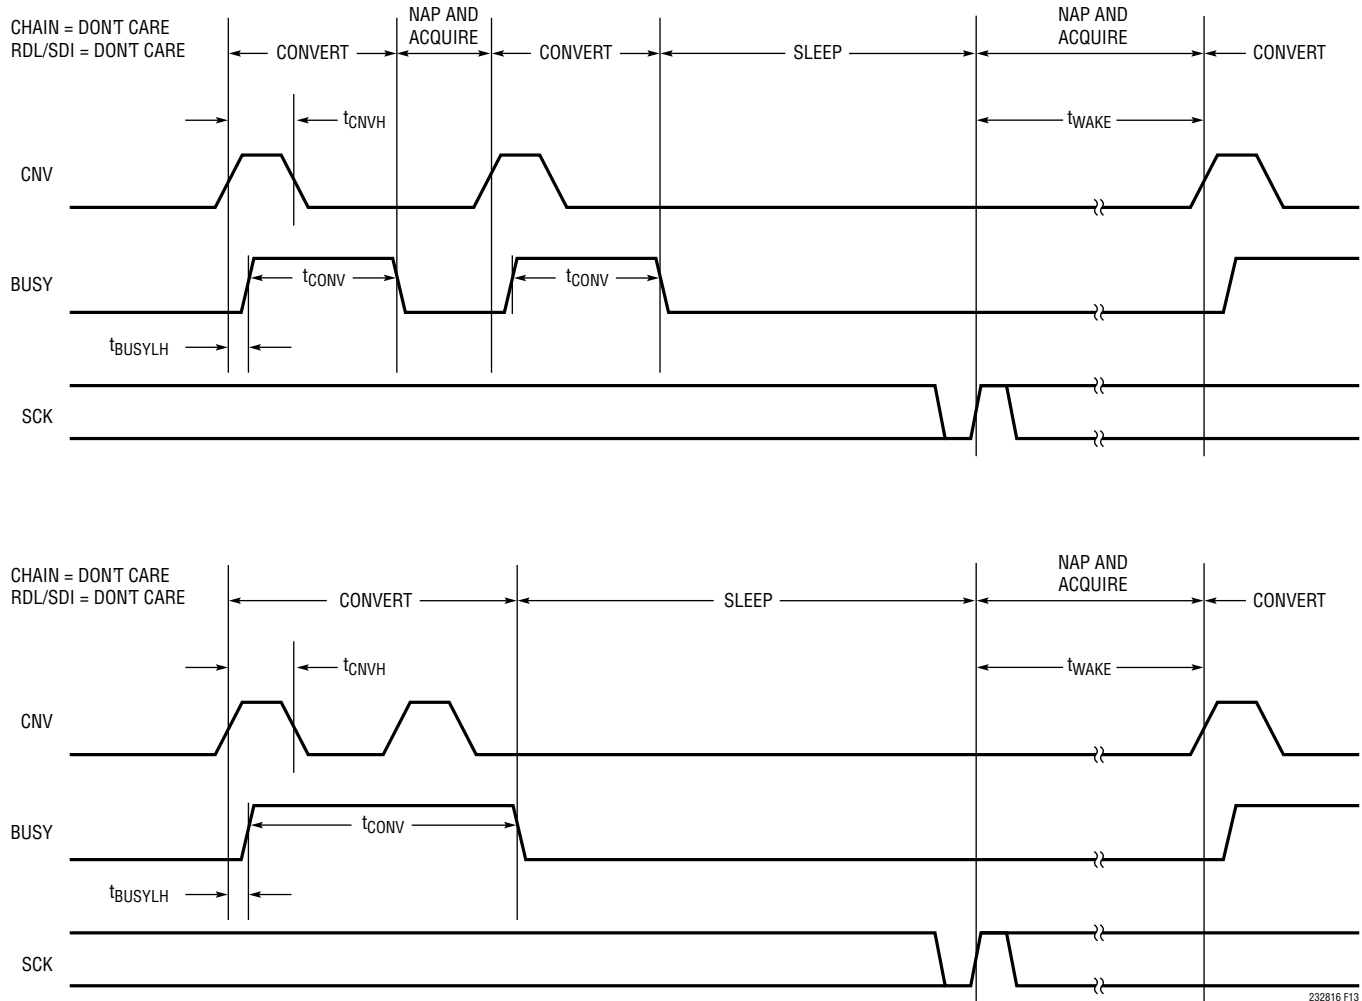 CHAIN = DON'T CARE
RDL/SDI = DON'T CARE
NAP AND
ACQUIRE
NAP AND
ACQUIRE
CONVERT
CONVERT
SLEEP
CONVERT
tCNVH
tWAKE
CNV
BUSY
tCONV
tCONV
tBUSYLH
SCK
CHAIN = DON'T CARE
RDL/SDI = DON'T CARE
NAP AND
ACQUIRE
CONVERT
SLEEP
CONVERT
tCNVH
tWAKE
CNV
BUSY
tCONV
tBUSYLH
SCK
232816 F13